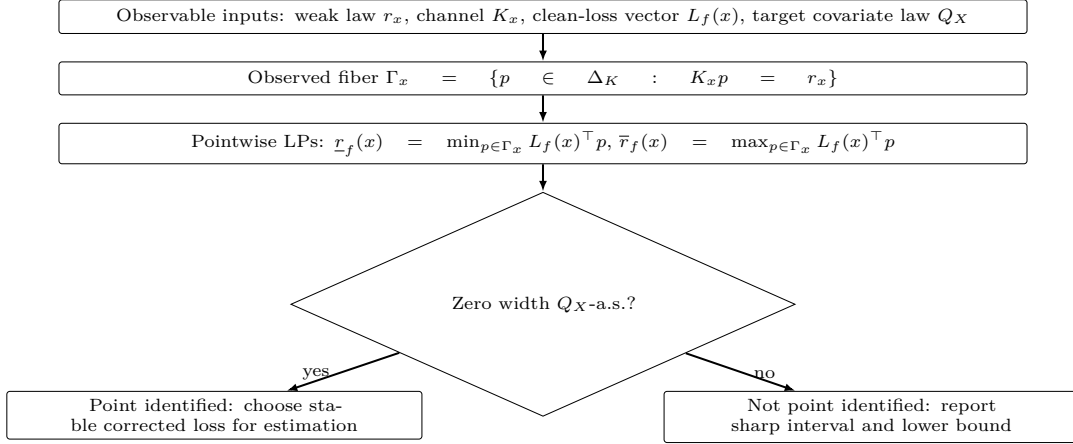 Observable inputs: weak law r_x, channel K_x, clean-loss vector L_f(x), target covariate law Q_X
Observed fiber Γ_x = {p ∈ Δ_K : K_x p = r_x}
Pointwise LPs: r̲_f(x) = min_{p∈Γ_x} L_f(x)^⊤ p, r̅_f(x) = max_{p∈Γ_x} L_f(x)^⊤ p
Zero width Q_X-a.s.?
yes
no
Point identified: choose sta-
ble corrected loss for estimation
Not point identified: report
sharp interval and lower bound